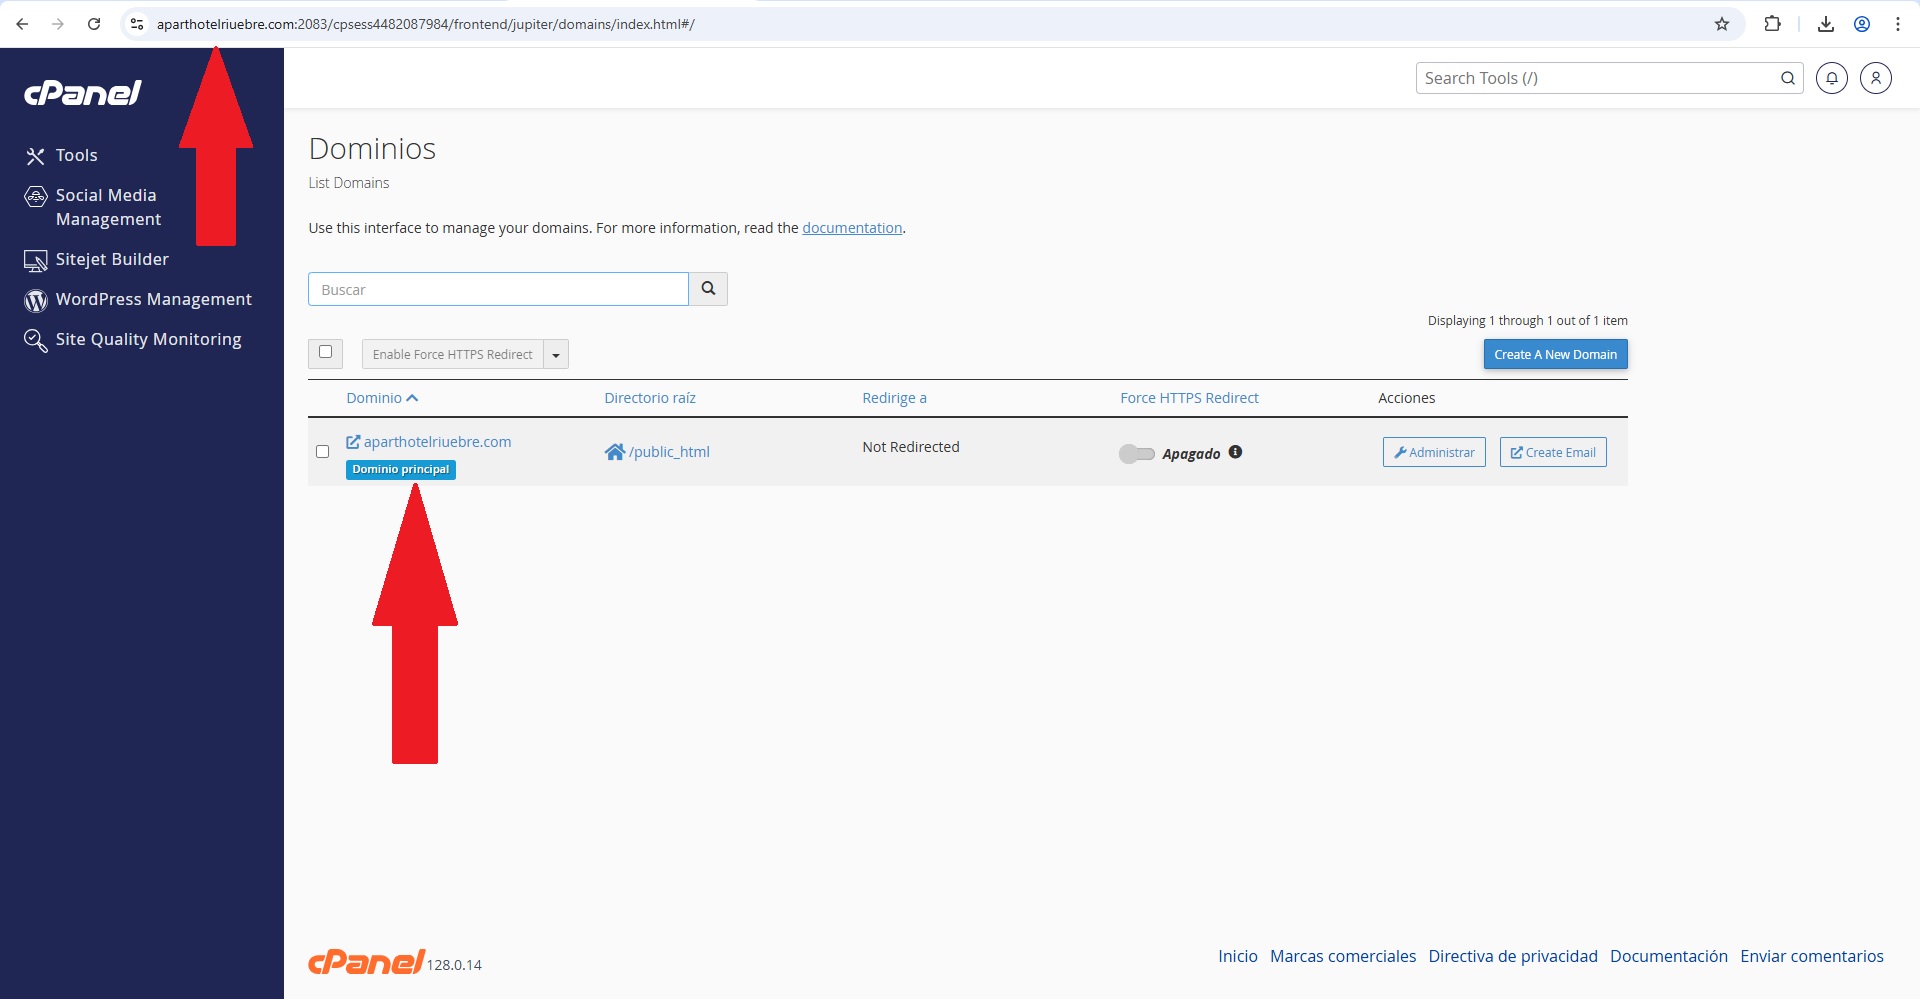 aparthotelriuebre.com:2083/cpsess4482087984/frontend/jupiter/domains/index.html#/
cPanel
Search Tools (/)
Tools
Social Media
Management
Sitejet Builder
WordPress Management
Site Quality Monitoring
Dominios
List Domains
Use this interface to manage your domains. For more information, read the documentation.
Buscar
Displaying 1 through 1 out of 1 item
Enable Force HTTPS Redirect
Create A New Domain
Dominio Directorio raíz Redirige a Force HTTPS Redirect Acciones
aparthotelriuebre.com
Dominio principal
/public_html
Not Redirected
Apagado
Administrar
Create Email
cPanel 128.0.14
Inicio Marcas comerciales Directiva de privacidad Documentación Enviar comentarios